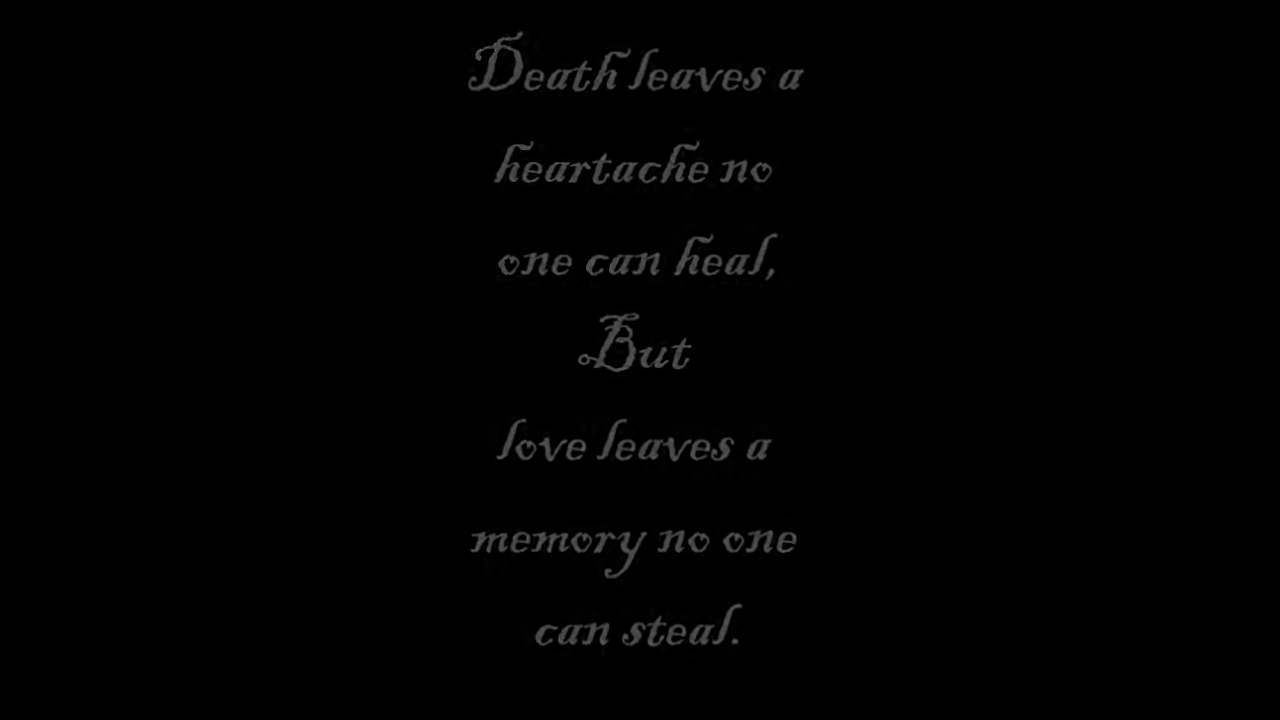 Death leaves a
heartache no
one can heal,
But
love leaves a
memory no one
can steal.